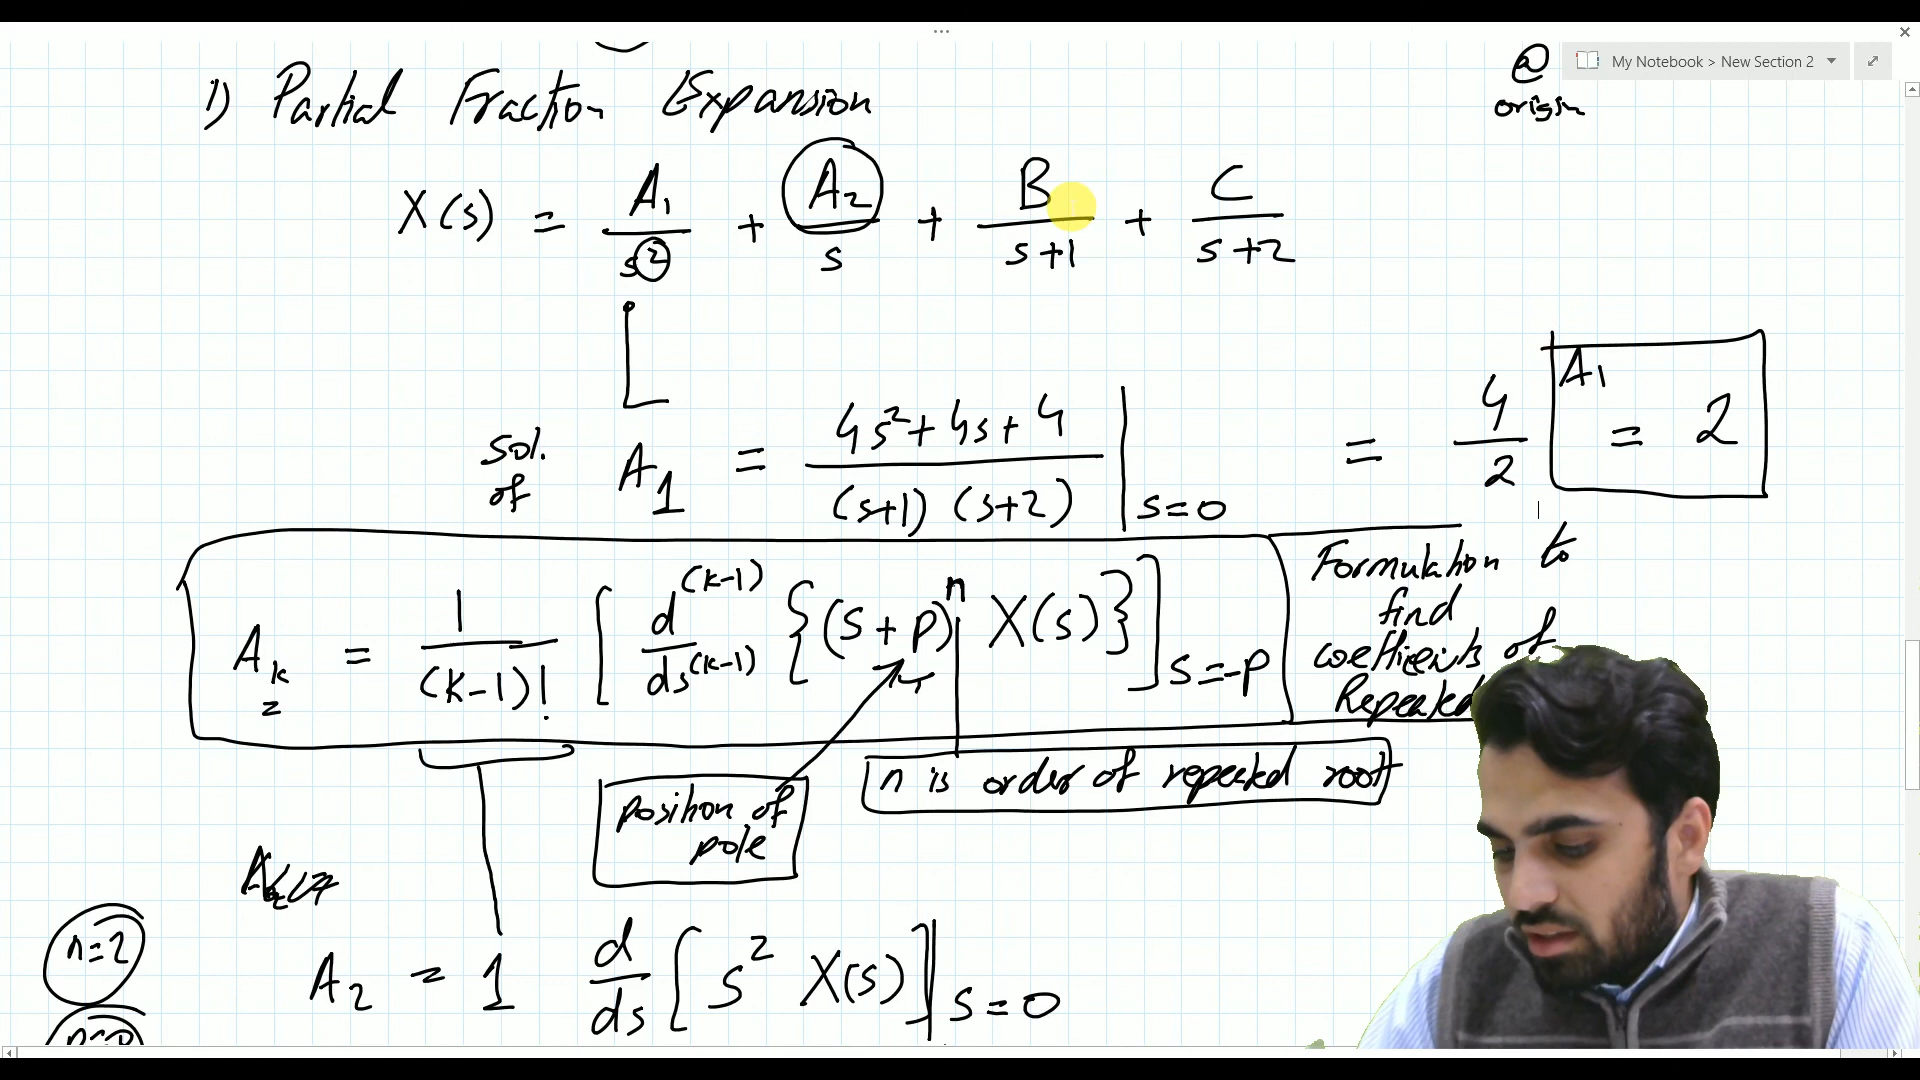 My Notebook > New Section 2
@
origin
1) Partial Fraction Expansion
X(s) = A₁/s² + A₂/s + B/(s+1) + C/(s+2)
sol. of A₁ = (4s²+4s+4)/((s+1)(s+2)) | s=0 = 4/2
A₁ = 2
A_k = 1/(k-1)! [ d^(k-1)/ds^(k-1) { (s+p)^n X(s) } ] s=-p
Formulation to
find
coefficients of
Repeated
position of
pole
n is order of repeated root
n=2
A₂ = 1 d/ds [ s² X(s) ] | s=0